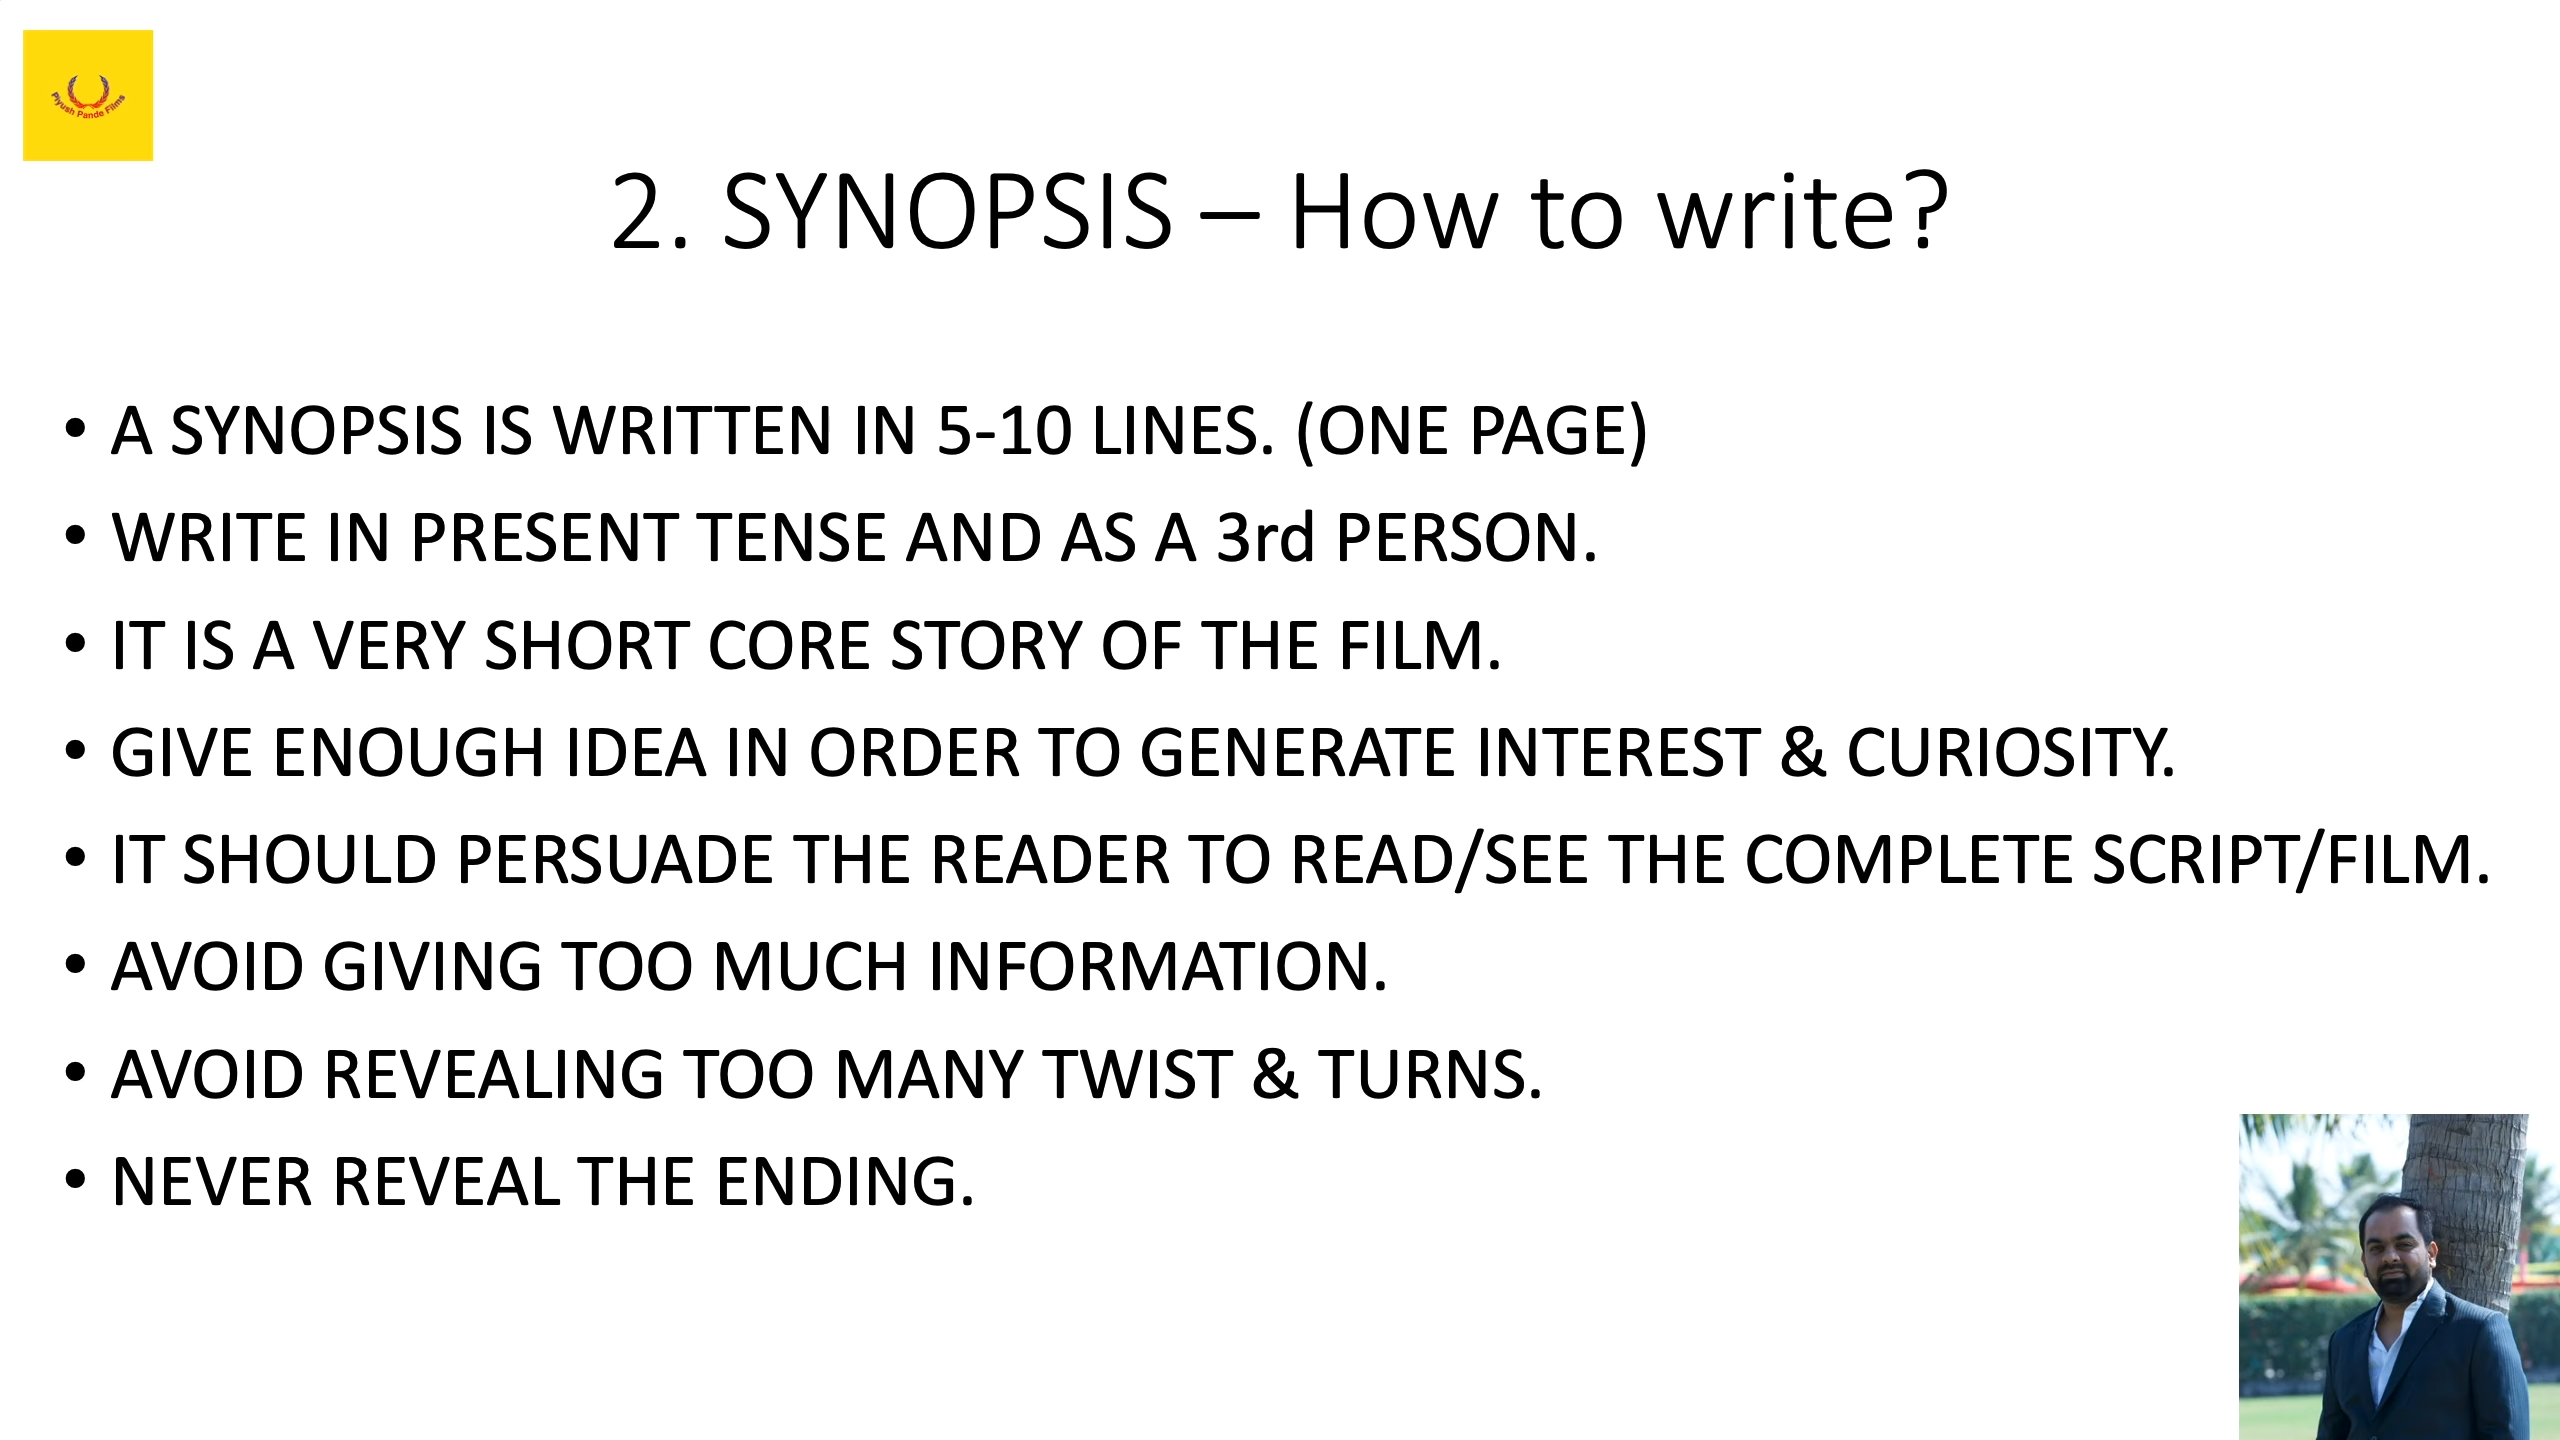 Piyush Pande Films
2. SYNOPSIS – How to write?
• A SYNOPSIS IS WRITTEN IN 5-10 LINES. (ONE PAGE)
• WRITE IN PRESENT TENSE AND AS A 3rd PERSON.
• IT IS A VERY SHORT CORE STORY OF THE FILM.
• GIVE ENOUGH IDEA IN ORDER TO GENERATE INTEREST & CURIOSITY.
• IT SHOULD PERSUADE THE READER TO READ/SEE THE COMPLETE SCRIPT/FILM.
• AVOID GIVING TOO MUCH INFORMATION.
• AVOID REVEALING TOO MANY TWIST & TURNS.
• NEVER REVEAL THE ENDING.